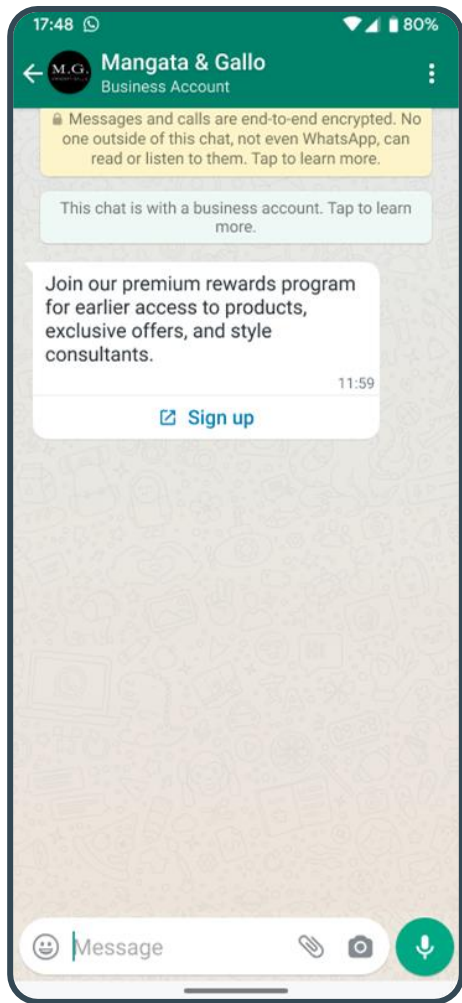 17:48
80%
M.G.
Mangata & Gallo
Business Account
Messages and calls are end-to-end encrypted. No
one outside of this chat, not even WhatsApp, can
read or listen to them. Tap to learn more.
This chat is with a business account. Tap to learn
more.
Join our premium rewards program
for earlier access to products,
exclusive offers, and style
consultants.
11:59
Sign up
Message